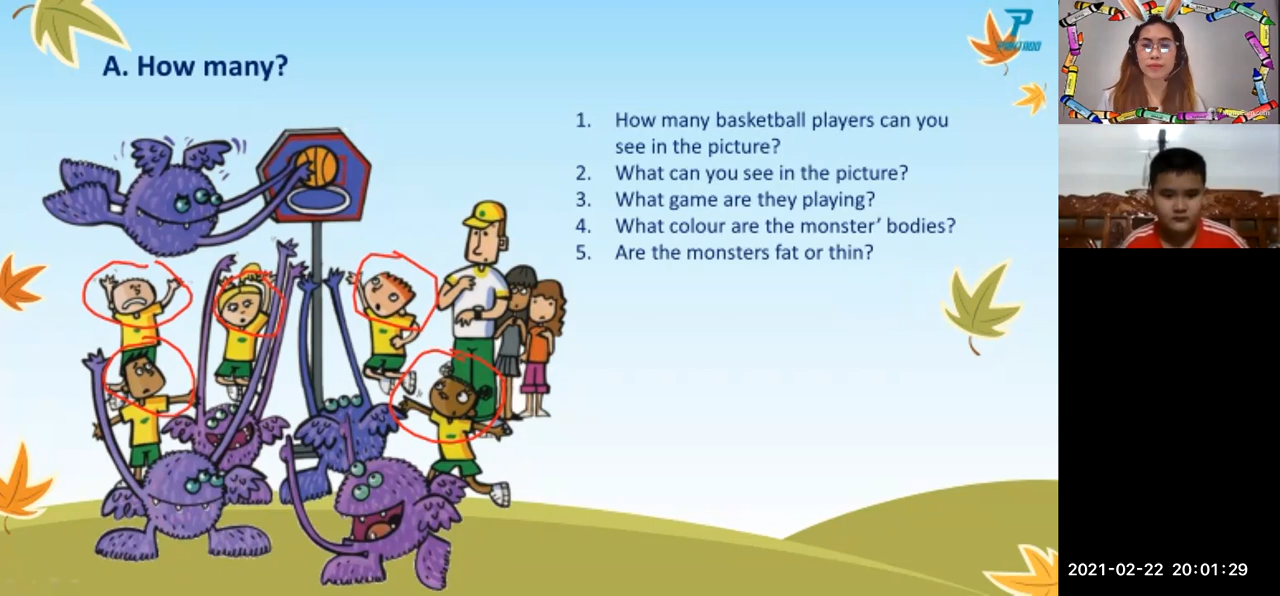 A. How many?
1. How many basketball players can you
see in the picture?
2. What can you see in the picture?
3. What game are they playing?
4. What colour are the monster’ bodies?
5. Are the monsters fat or thin?
2021-02-22 20:01:29